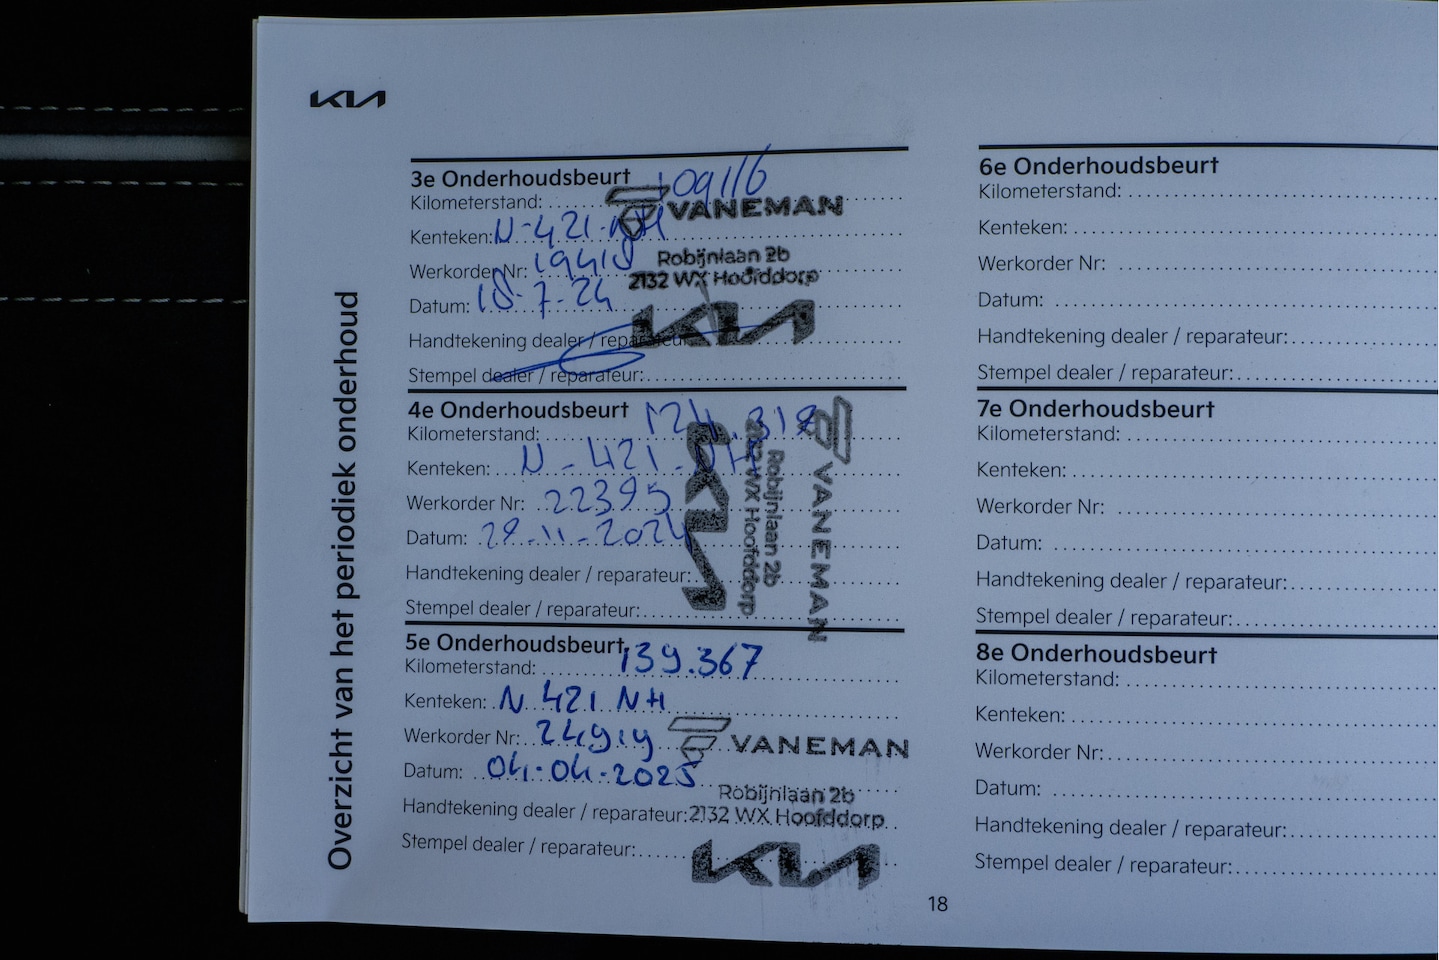 KIA
Overzicht van het periodiek onderhoud
3e Onderhoudsbeurt
Kilometerstand: 109116
Kenteken: N-421-NH
Werkorder Nr: 19418
Datum: 18-7-24
Handtekening dealer / reparateur:
Stempel dealer / reparateur:
VANEMAN
Robijnlaan 2b
2132 WX Hoofddorp
KIA
4e Onderhoudsbeurt
Kilometerstand: 124.318
Kenteken: N-421-NH
Werkorder Nr: 22395
Datum: 29-11-2024
Handtekening dealer / reparateur:
Stempel dealer / reparateur:
VANEMAN
Robijnlaan 2b
2132 WX Hoofddorp
KIA
5e Onderhoudsbeurt
Kilometerstand: 139.367
Kenteken: N 421 NH
Werkorder Nr: 24919
Datum: 04-04-2025
Handtekening dealer / reparateur:
Stempel dealer / reparateur:
VANEMAN
Robijnlaan 2b
2132 WX Hoofddorp
KIA
6e Onderhoudsbeurt
Kilometerstand:
Kenteken:
Werkorder Nr:
Datum:
Handtekening dealer / reparateur:
Stempel dealer / reparateur:
7e Onderhoudsbeurt
Kilometerstand:
Kenteken:
Werkorder Nr:
Datum:
Handtekening dealer / reparateur:
Stempel dealer / reparateur:
8e Onderhoudsbeurt
Kilometerstand:
Kenteken:
Werkorder Nr:
Datum:
Handtekening dealer / reparateur:
Stempel dealer / reparateur:
18